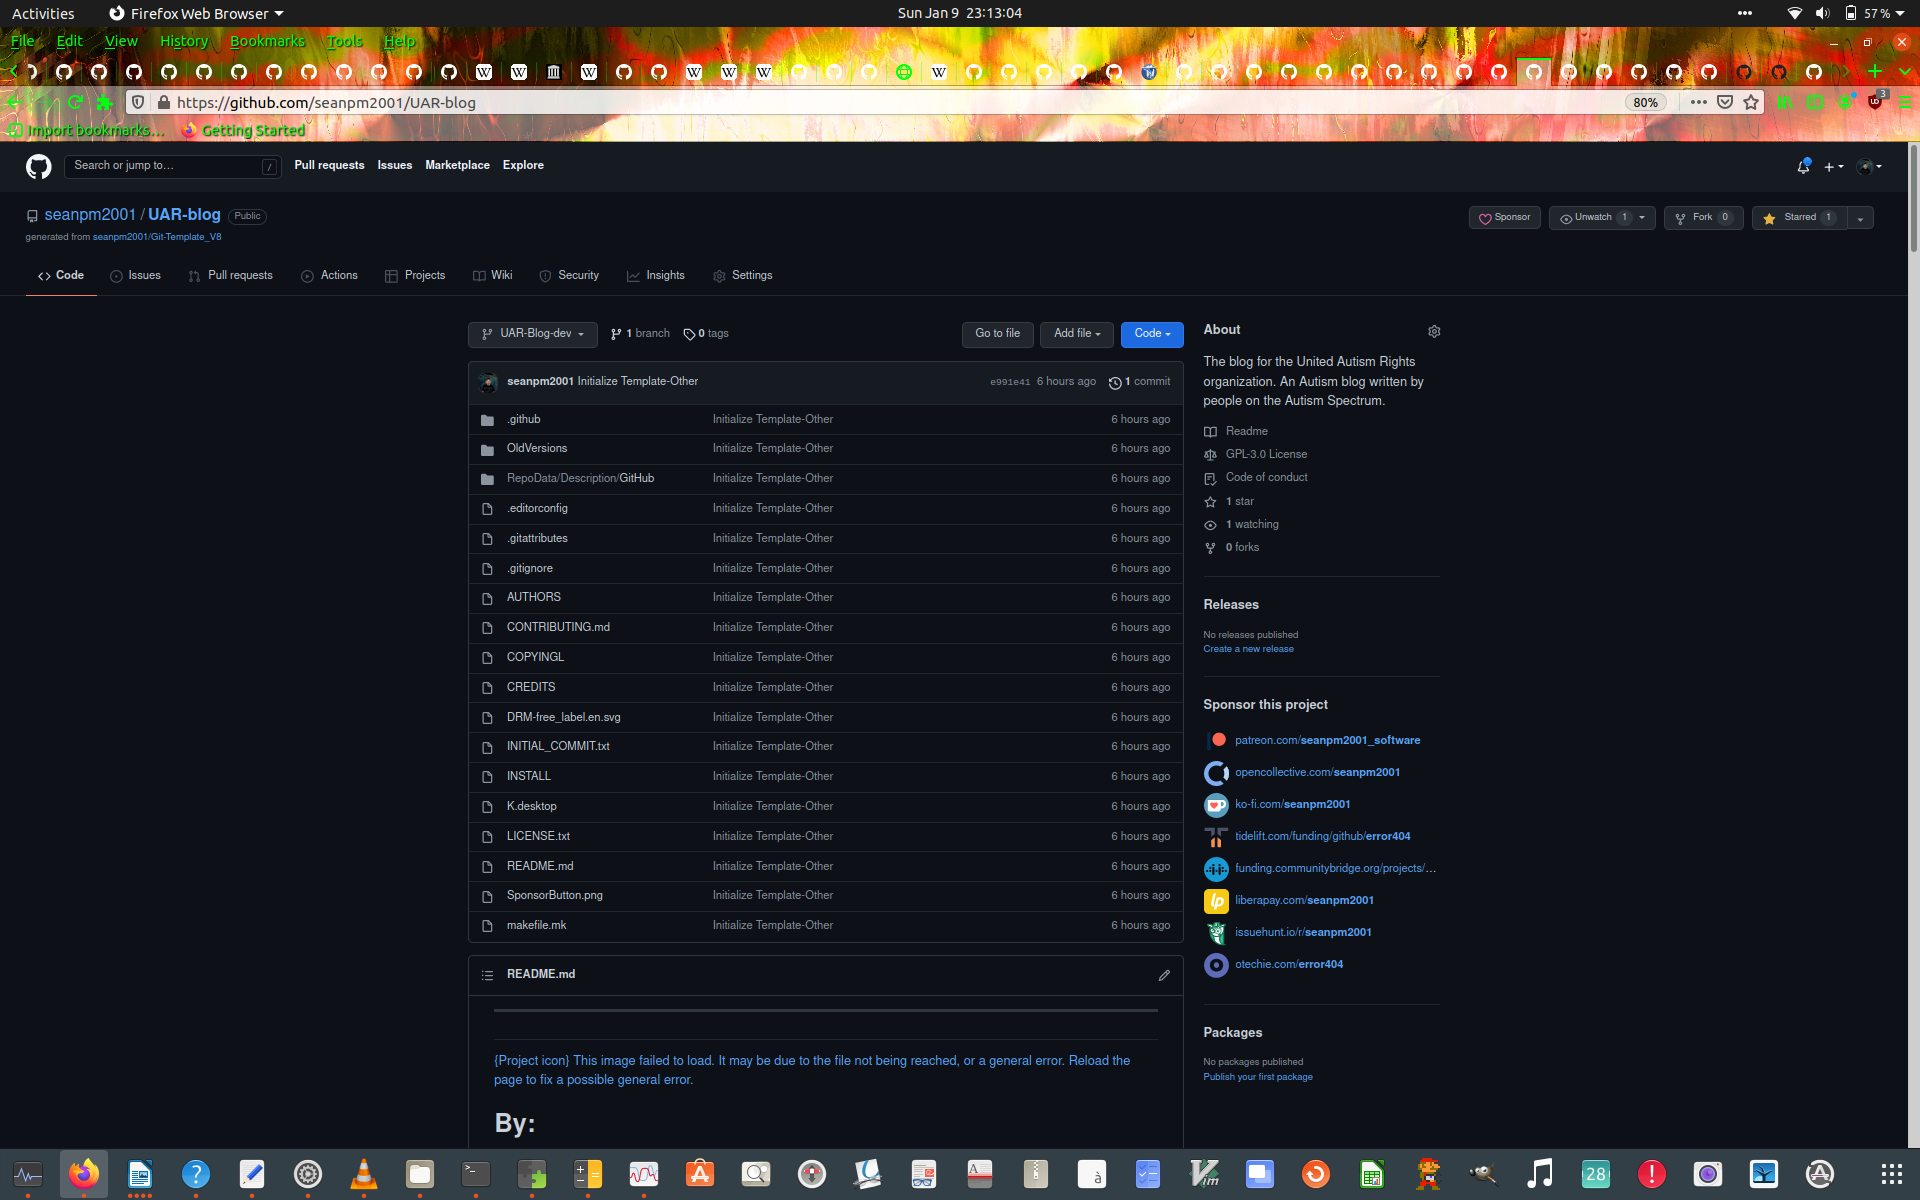 Activities Firefox Web Browser Sun Jan 9 23:13:04 57 %
File Edit View History Bookmarks Tools Help
https://github.com/seanpm2001/UAR-blog 80% 3
Import bookmarks... Getting Started
Search or jump to... / Pull requests Issues Marketplace Explore
seanpm2001 / UAR-blog Public Sponsor Unwatch 1 Fork 0 Starred 1
generated from seanpm2001/Git-Template_V8
Code Issues Pull requests Actions Projects Wiki Security Insights Settings
UAR-Blog-dev 1 branch 0 tags Go to file Add file Code
seanpm2001 Initialize Template-Other e991e41 6 hours ago 1 commit
.github Initialize Template-Other 6 hours ago
OldVersions Initialize Template-Other 6 hours ago
RepoData/Description/GitHub Initialize Template-Other 6 hours ago
.editorconfig Initialize Template-Other 6 hours ago
.gitattributes Initialize Template-Other 6 hours ago
.gitignore Initialize Template-Other 6 hours ago
AUTHORS Initialize Template-Other 6 hours ago
CONTRIBUTING.md Initialize Template-Other 6 hours ago
COPYINGL Initialize Template-Other 6 hours ago
CREDITS Initialize Template-Other 6 hours ago
DRM-free_label.en.svg Initialize Template-Other 6 hours ago
INITIAL_COMMIT.txt Initialize Template-Other 6 hours ago
INSTALL Initialize Template-Other 6 hours ago
K.desktop Initialize Template-Other 6 hours ago
LICENSE.txt Initialize Template-Other 6 hours ago
README.md Initialize Template-Other 6 hours ago
SponsorButton.png Initialize Template-Other 6 hours ago
makefile.mk Initialize Template-Other 6 hours ago
README.md
{Project icon} This image failed to load. It may be due to the file not being reached, or a general error. Reload the
page to fix a possible general error.
By:
About
The blog for the United Autism Rights
organization. An Autism blog written by
people on the Autism Spectrum.
Readme
GPL-3.0 License
Code of conduct
1 star
1 watching
0 forks
Releases
No releases published
Create a new release
Sponsor this project
patreon.com/seanpm2001_software
opencollective.com/seanpm2001
ko-fi.com/seanpm2001
tidelift.com/funding/github/error404
funding.communitybridge.org/projects/...
liberapay.com/seanpm2001
issuehunt.io/r/seanpm2001
otechie.com/error404
Packages
No packages published
Publish your first package
28